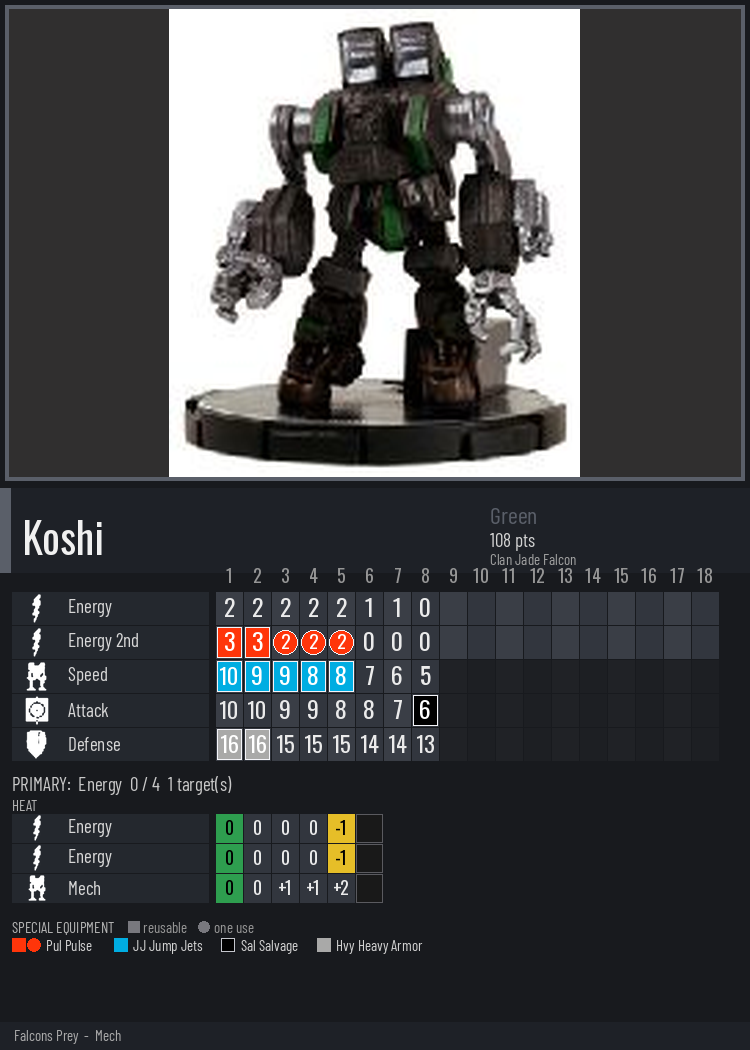 Koshi
Green
108 pts
Clan Jade Falcon
1 2 3 4 5 6 7 8 9 10 11 12 13 14 15 16 17 18
Energy 2 2 2 2 2 1 1 0
Energy 2nd 3 3 2 2 2 0 0 0
Speed 10 9 9 8 8 7 6 5
Attack 10 10 9 9 8 8 7 6
Defense 16 16 15 15 15 14 14 13
PRIMARY: Energy 0 / 4 1 target(s)
HEAT
Energy 0 0 0 0 -1
Energy 0 0 0 0 -1
Mech 0 0 +1 +1 +2
SPECIAL EQUIPMENT reusable one use
Pul Pulse JJ Jump Jets Sal Salvage Hvy Heavy Armor
Falcons Prey - Mech